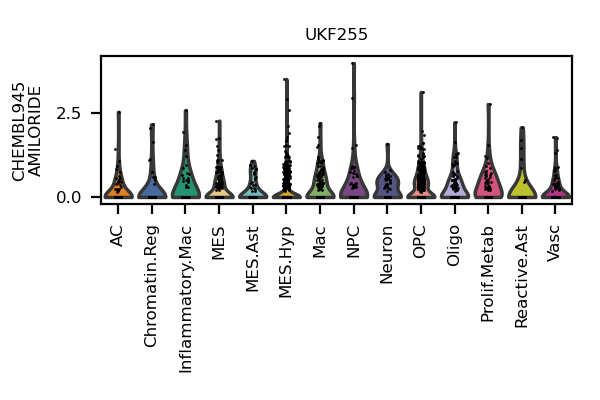 UKF255
CHEMBL945
AMILORIDE
2.5
0.0
AC
Chromatin.Reg
Inflammatory.Mac
MES
MES.Ast
MES.Hyp
Mac
NPC
Neuron
OPC
Oligo
Prolif.Metab
Reactive.Ast
Vasc